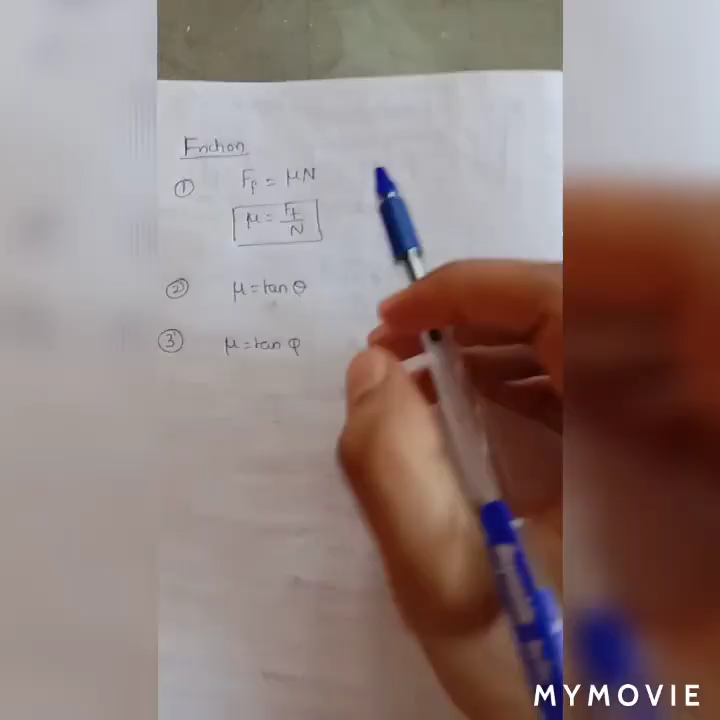 Friction
① Ff = μN
μ = Ff/N
② μ = tan θ
③ μ = tan φ
MYMOVIE